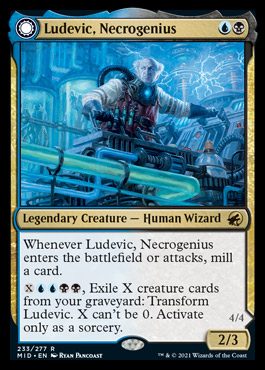 Ludevic, Necrogenius
Legendary Creature — Human Wizard
Whenever Ludevic, Necrogenius
enters the battlefield or attacks, mill
a card.
X, Exile X creature cards
from your graveyard: Transform
Ludevic. X can't be 0. Activate
only as a sorcery.
4/4
2/3
233/277 R
MID • EN RYAN PANCOAST
™ & © 2021 Wizards of the Coast